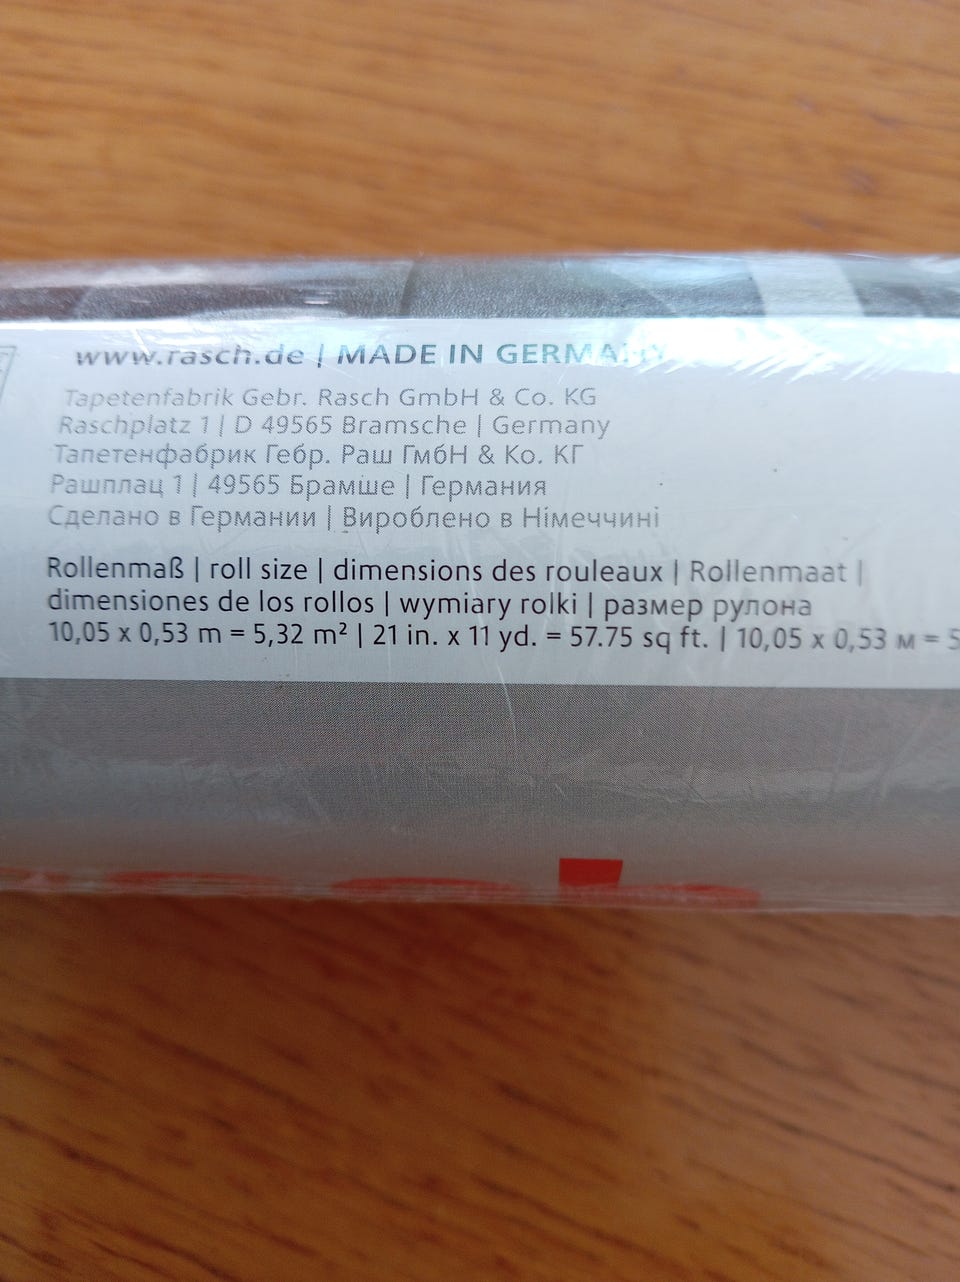 www.rasch.de | MADE IN GERMANY
Tapetenfabrik Gebr. Rasch GmbH & Co. KG
Raschplatz 1 | D 49565 Bramsche | Germany
Тапетенфабрик Гебр. Раш ГмбН & Ко. КГ
Рашплац 1 | 49565 Брамше | Германия
Сделано в Германии | Вироблено в Німеччині
Rollenmaß | roll size | dimensions des rouleaux | Rollenmaat |
dimensiones de los rollos | wymiary rolki | размер рулона
10,05 x 0,53 m = 5,32 m² | 21 in. x 11 yd. = 57.75 sq ft. | 10,05 x 0,53 м = 5